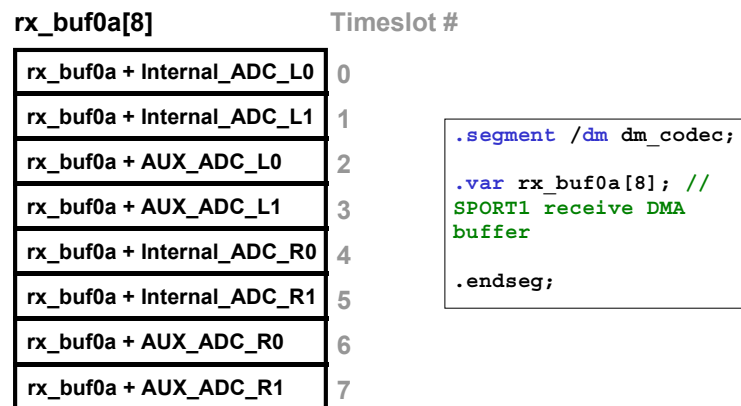 rx_buf0a[8] Timeslot #
rx_buf0a + Internal_ADC_L0 0
rx_buf0a + Internal_ADC_L1 1
rx_buf0a + AUX_ADC_L0 2
rx_buf0a + AUX_ADC_L1 3
rx_buf0a + Internal_ADC_R0 4
rx_buf0a + Internal_ADC_R1 5
rx_buf0a + AUX_ADC_R0 6
rx_buf0a + AUX_ADC_R1 7
.segment /dm dm_codec;
.var rx_buf0a[8]; //
SPORT1 receive DMA
buffer
.endseg;